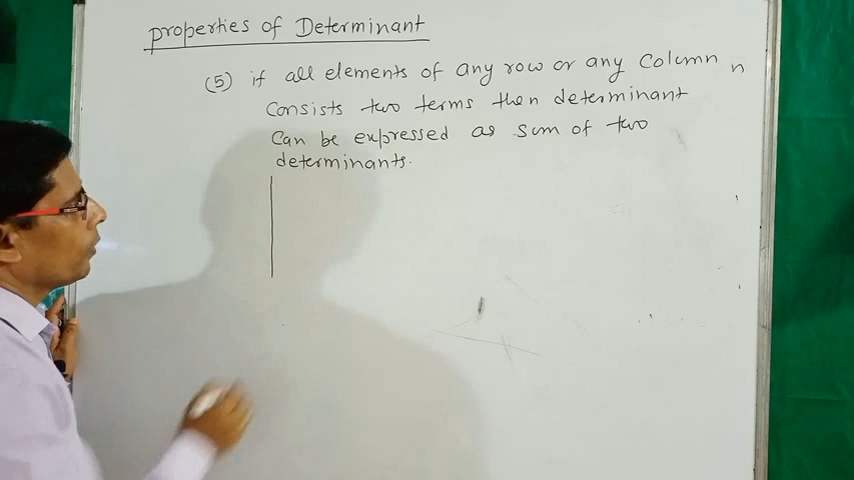 properties of Determinant
(5) if all elements of any row or any Column n
Consists two terms then determinant
Can be expressed as sum of two
determinants.